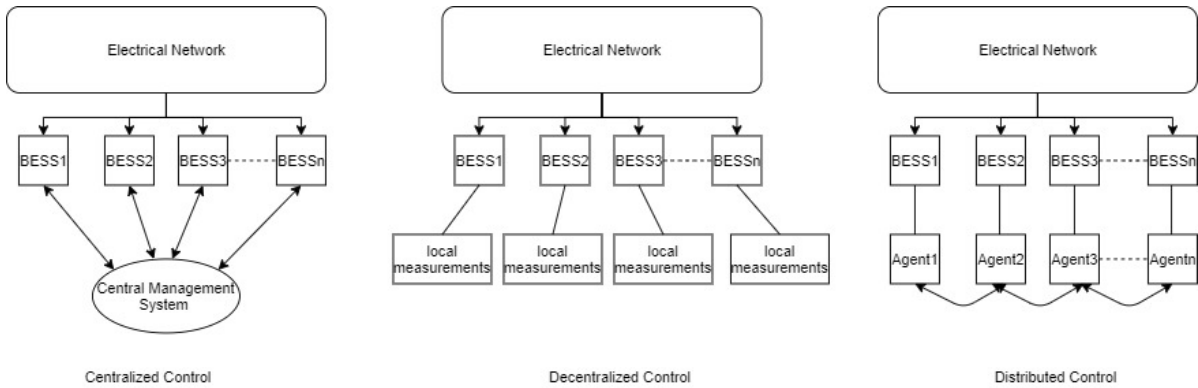 Electrical Network
BESS1
BESS2
BESS3
BESSn
Central Management
System
Centralized Control
Electrical Network
BESS1
BESS2
BESS3
BESSn
local
measurements
local
measurements
local
measurements
local
measurements
Decentralized Control
Electrical Network
BESS1
BESS2
BESS3
BESSn
Agent1
Agent2
Agent3
Agentn
Distributed Control